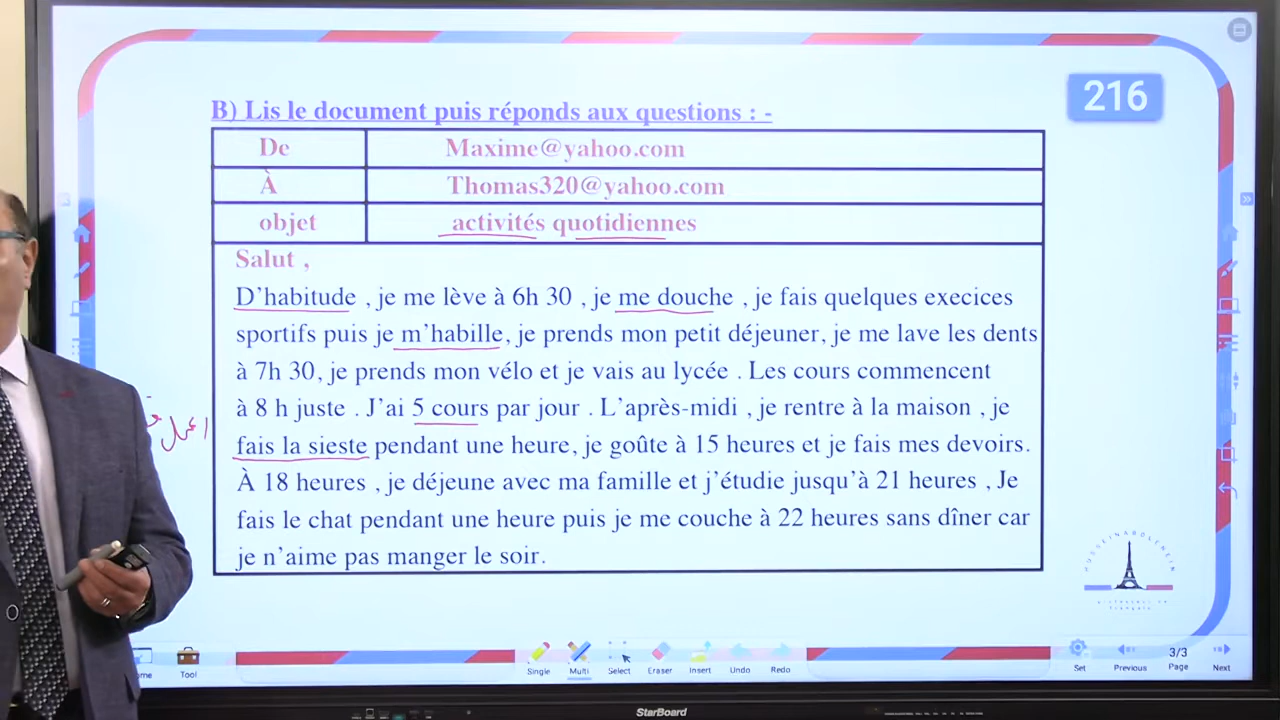 216
B) Lis le document puis réponds aux questions : -
De Maxime@yahoo.com
À Thomas320@yahoo.com
objet activités quotidiennes
Salut ,
D'habitude , je me lève à 6h 30 , je me douche , je fais quelques execices
sportifs puis je m'habille, je prends mon petit déjeuner, je me lave les dents
à 7h 30, je prends mon vélo et je vais au lycée . Les cours commencent
à 8 h juste . J'ai 5 cours par jour . L'après-midi , je rentre à la maison , je
fais la sieste pendant une heure, je goûte à 15 heures et je fais mes devoirs.
À 18 heures , je déjeune avec ma famille et j'étudie jusqu'à 21 heures , Je
fais le chat pendant une heure puis je me couche à 22 heures sans dîner car
je n'aime pas manger le soir.
HUSSEINABOLENEIN
professeur de
français
Tool
Single
Multi
Select
Eraser
Insert
Undo
Redo
Set
Previous
3/3
Page
Next
StarBoard